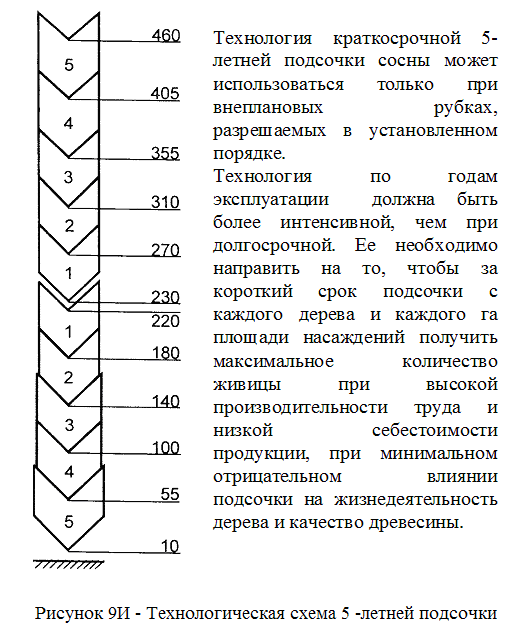 460
5
405
4
355
3
310
2
270
1
230
220
1
180
2
140
3
100
4
55
5
10
Технология краткосрочной 5-
летней подсочки сосны может
использоваться только при
внеплановых рубках,
разрешаемых в установленном
порядке.
Технология по годам
эксплуатации должна быть
более интенсивной, чем при
долгосрочной. Ее необходимо
направить на то, чтобы за
короткий срок подсочки с
каждого дерева и каждого га
площади насаждений получить
максимальное количество
живицы при высокой
производительности труда и
низкой себестоимости
продукции, при минимальном
отрицательном влиянии
подсочки на жизнедеятельность
дерева и качество древесины.
Рисунок 9И - Технологическая схема 5 -летней подсочки